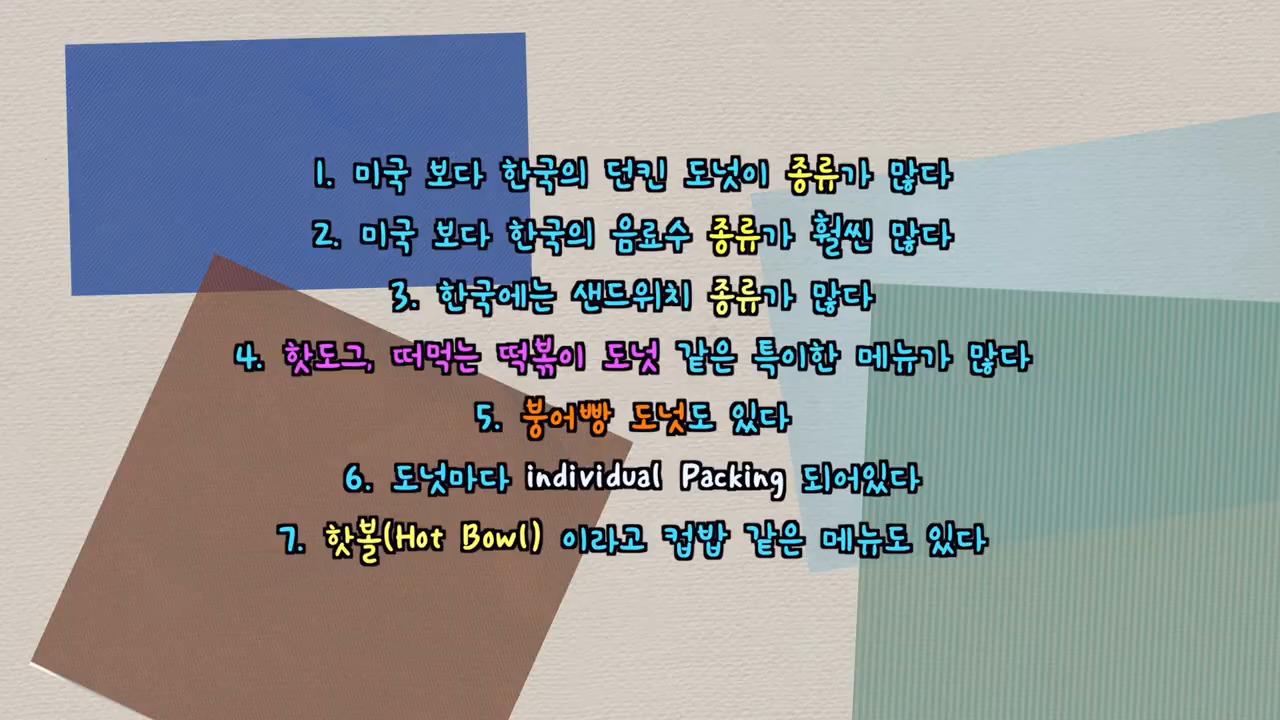 1. 미국 보다 한국의 던킨 도넛이 종류가 많다
2. 미국 보다 한국의 음료수 종류가 훨씬 많다
3. 한국에는 샌드위치 종류가 많다
4. 핫도그, 떠먹는 떡볶이 도넛 같은 특이한 메뉴가 많다
5. 붕어빵 도넛도 있다
6. 도넛마다 individual Packing 되어있다
7. 핫볼(Hot Bowl) 이라고 컵밥 같은 메뉴도 있다